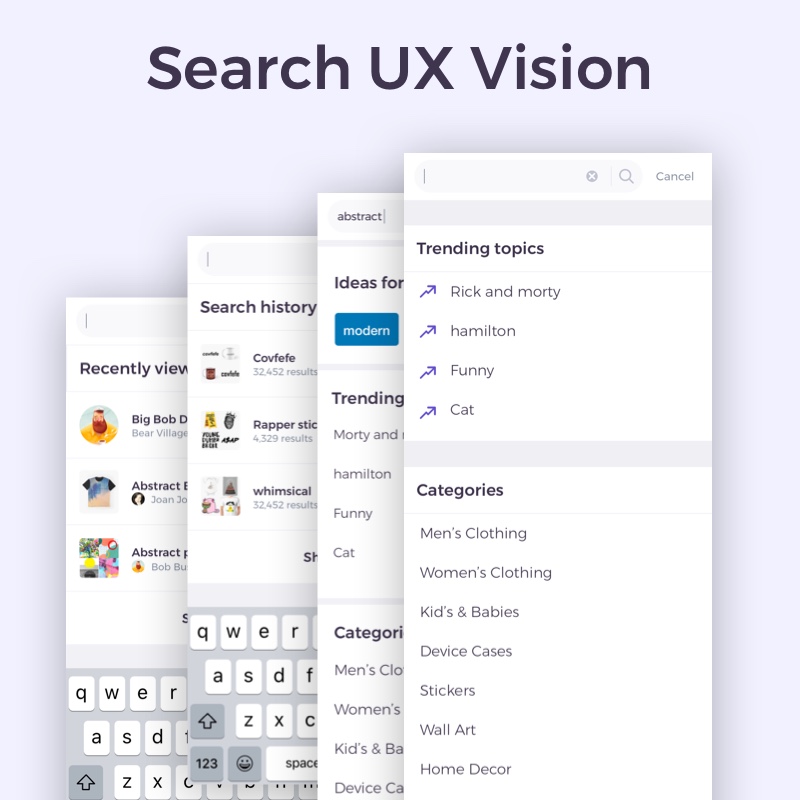 Search UX Vision
Cancel
Trending topics
Rick and morty
hamilton
Funny
Cat
Categories
Men’s Clothing
Women’s Clothing
Kid’s & Babies
Device Cases
Stickers
Wall Art
Home Decor
abstract
Ideas for
modern
Trending
Morty and
hamilton
Funny
Cat
Categori
Men’s Clo
Women’s
Kid’s & Ba
Device Ca
Search history
Covfefe
32,452 results
Rapper stic
4,329 results
whimsical
32,452 results
Sh
q w e r
a s d f
z x c
123 space
Recently view
Big Bob D
Bear Village
Abstract
Joan Jo
Abstract p
Bob Bu
S
q w e r
a s d
z x c v b n m